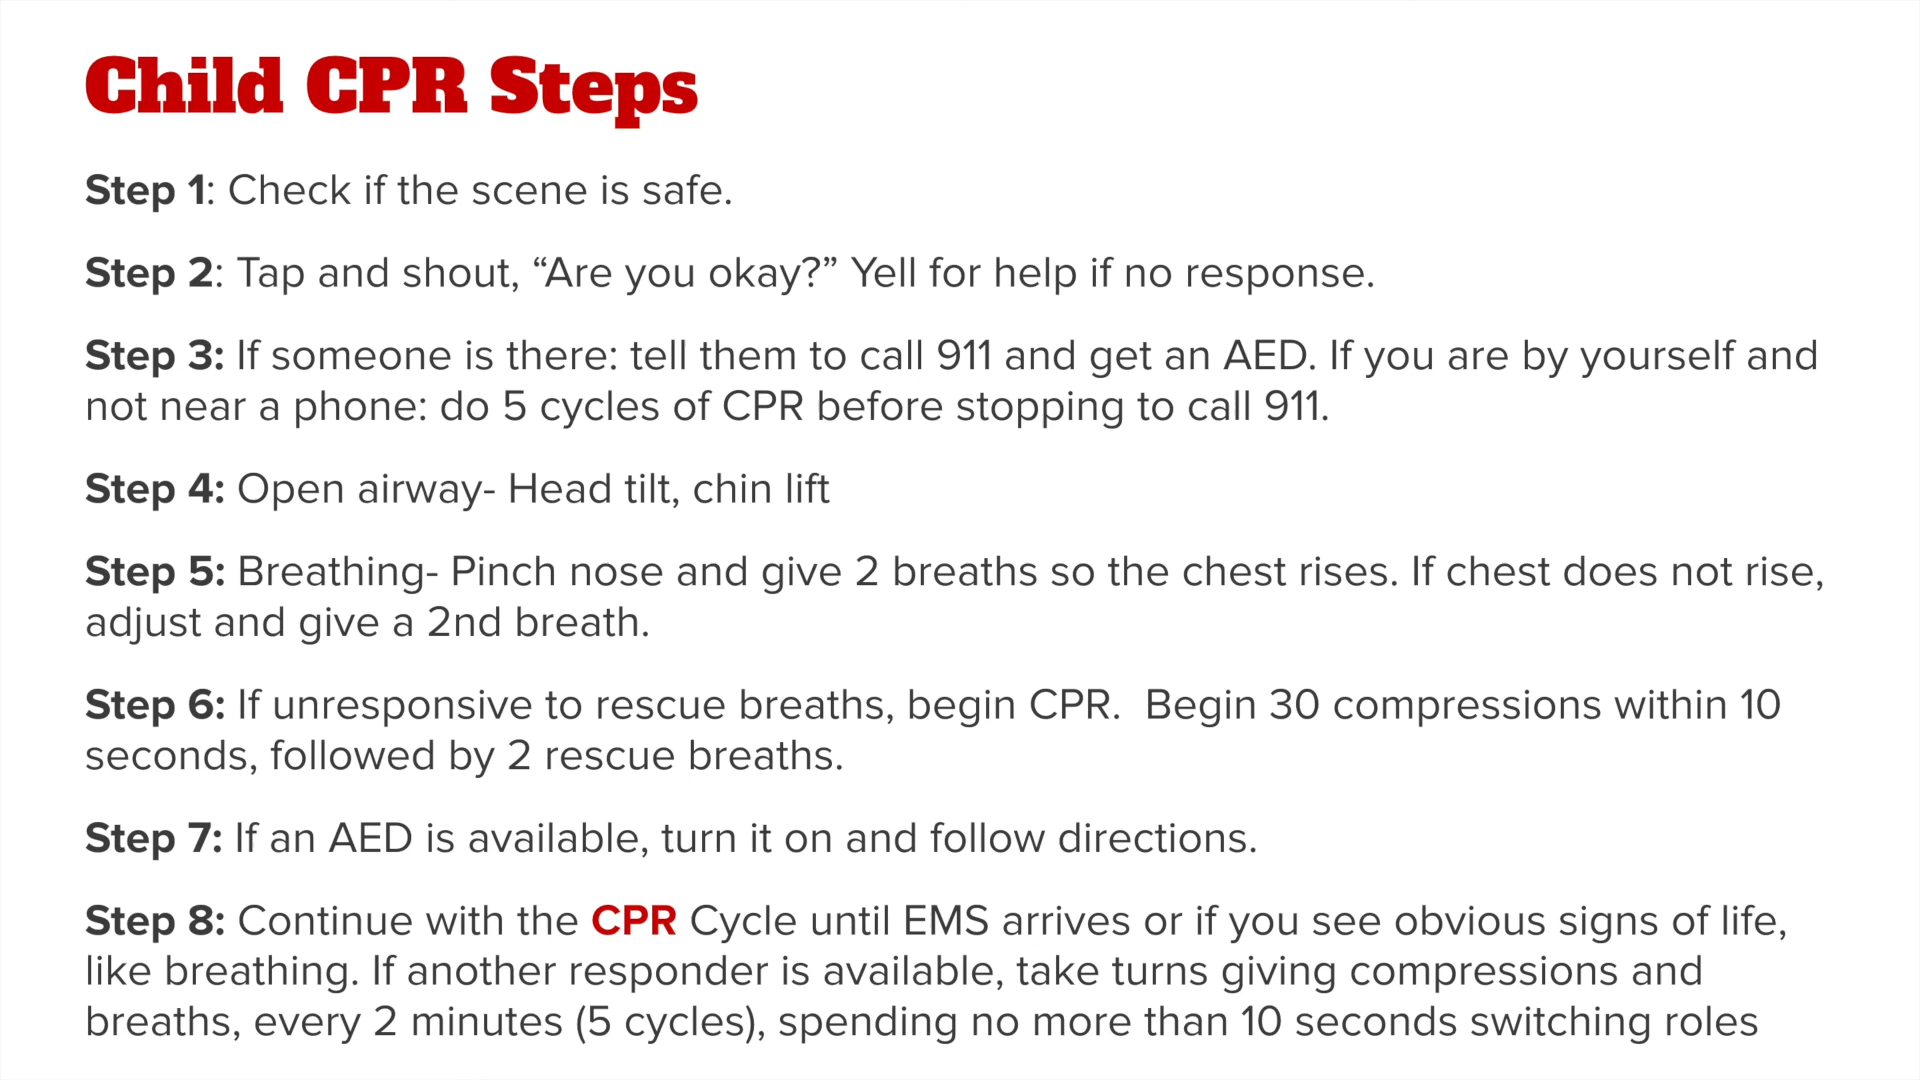 Child CPR Steps
Step 1: Check if the scene is safe.
Step 2: Tap and shout, “Are you okay?” Yell for help if no response.
Step 3: If someone is there: tell them to call 911 and get an AED. If you are by yourself and
not near a phone: do 5 cycles of CPR before stopping to call 911.
Step 4: Open airway- Head tilt, chin lift
Step 5: Breathing- Pinch nose and give 2 breaths so the chest rises. If chest does not rise,
adjust and give a 2nd breath.
Step 6: If unresponsive to rescue breaths, begin CPR.  Begin 30 compressions within 10
seconds, followed by 2 rescue breaths.
Step 7: If an AED is available, turn it on and follow directions.
Step 8: Continue with the CPR Cycle until EMS arrives or if you see obvious signs of life,
like breathing. If another responder is available, take turns giving compressions and
breaths, every 2 minutes (5 cycles), spending no more than 10 seconds switching roles